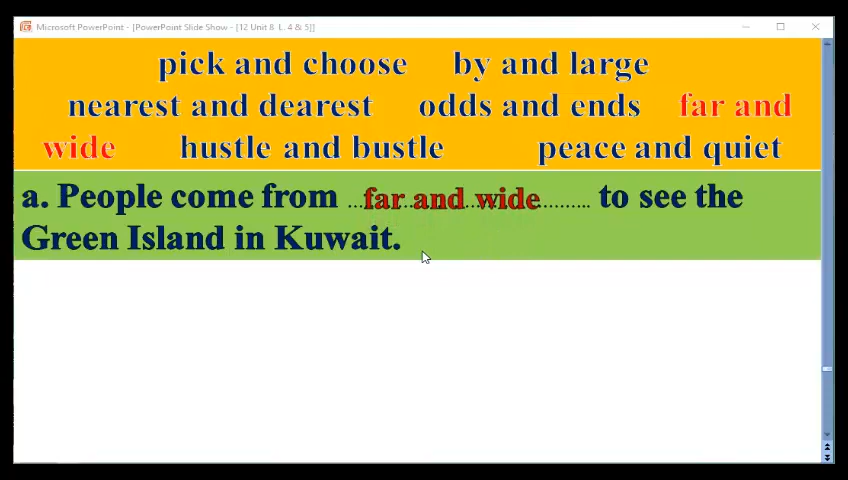 Microsoft PowerPoint - [PowerPoint Slide Show - [12 Unit 8 L. 4 & 5]]
pick and choose by and large
nearest and dearest odds and ends far and
wide hustle and bustle peace and quiet
a. People come from ...far and wide.......... to see the
Green Island in Kuwait.